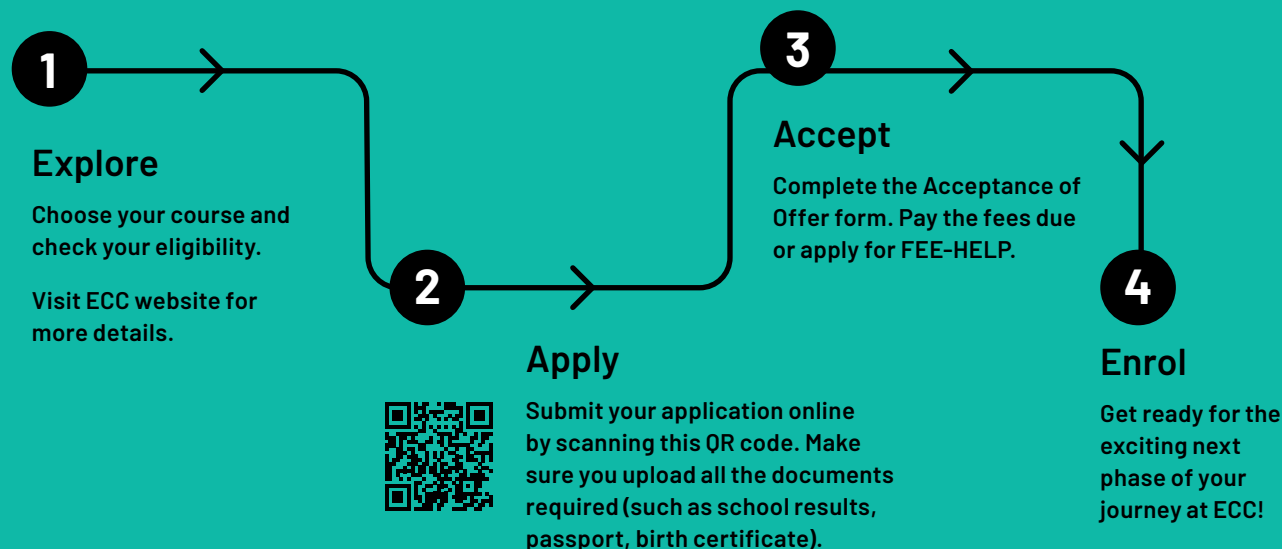 1
Explore
Choose your course and
check your eligibility.
Visit ECC website for
more details.
2
Apply
Submit your application online
by scanning this QR code. Make
sure you upload all the documents
required (such as school results,
passport, birth certificate).
3
Accept
Complete the Acceptance of
Offer form. Pay the fees due
or apply for FEE-HELP.
4
Enrol
Get ready for the
exciting next
phase of your
journey at ECC!